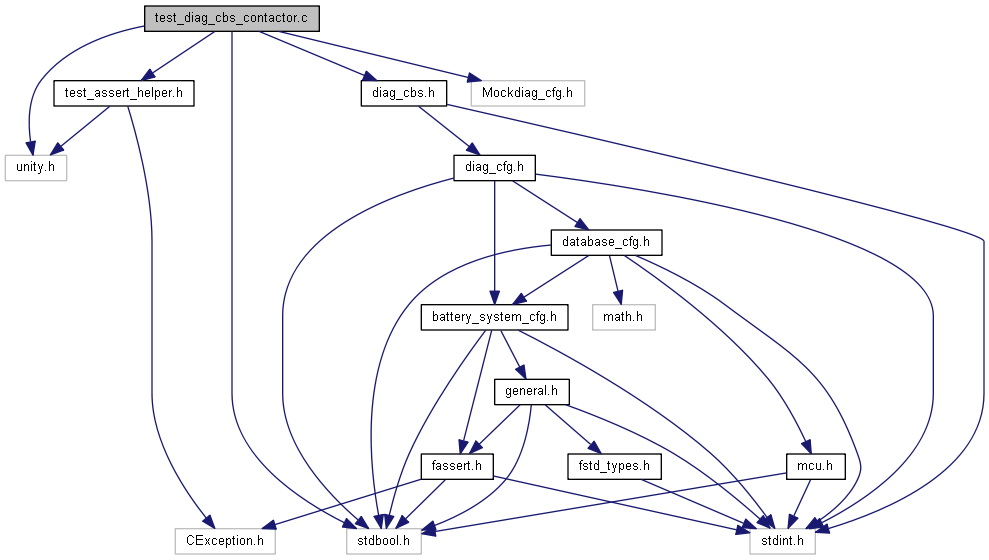 test_diag_cbs_contactor.c
test_assert_helper.h
diag_cbs.h
Mockdiag_cfg.h
unity.h
diag_cfg.h
database_cfg.h
battery_system_cfg.h
math.h
general.h
fassert.h
fstd_types.h
mcu.h
CException.h
stdbool.h
stdint.h